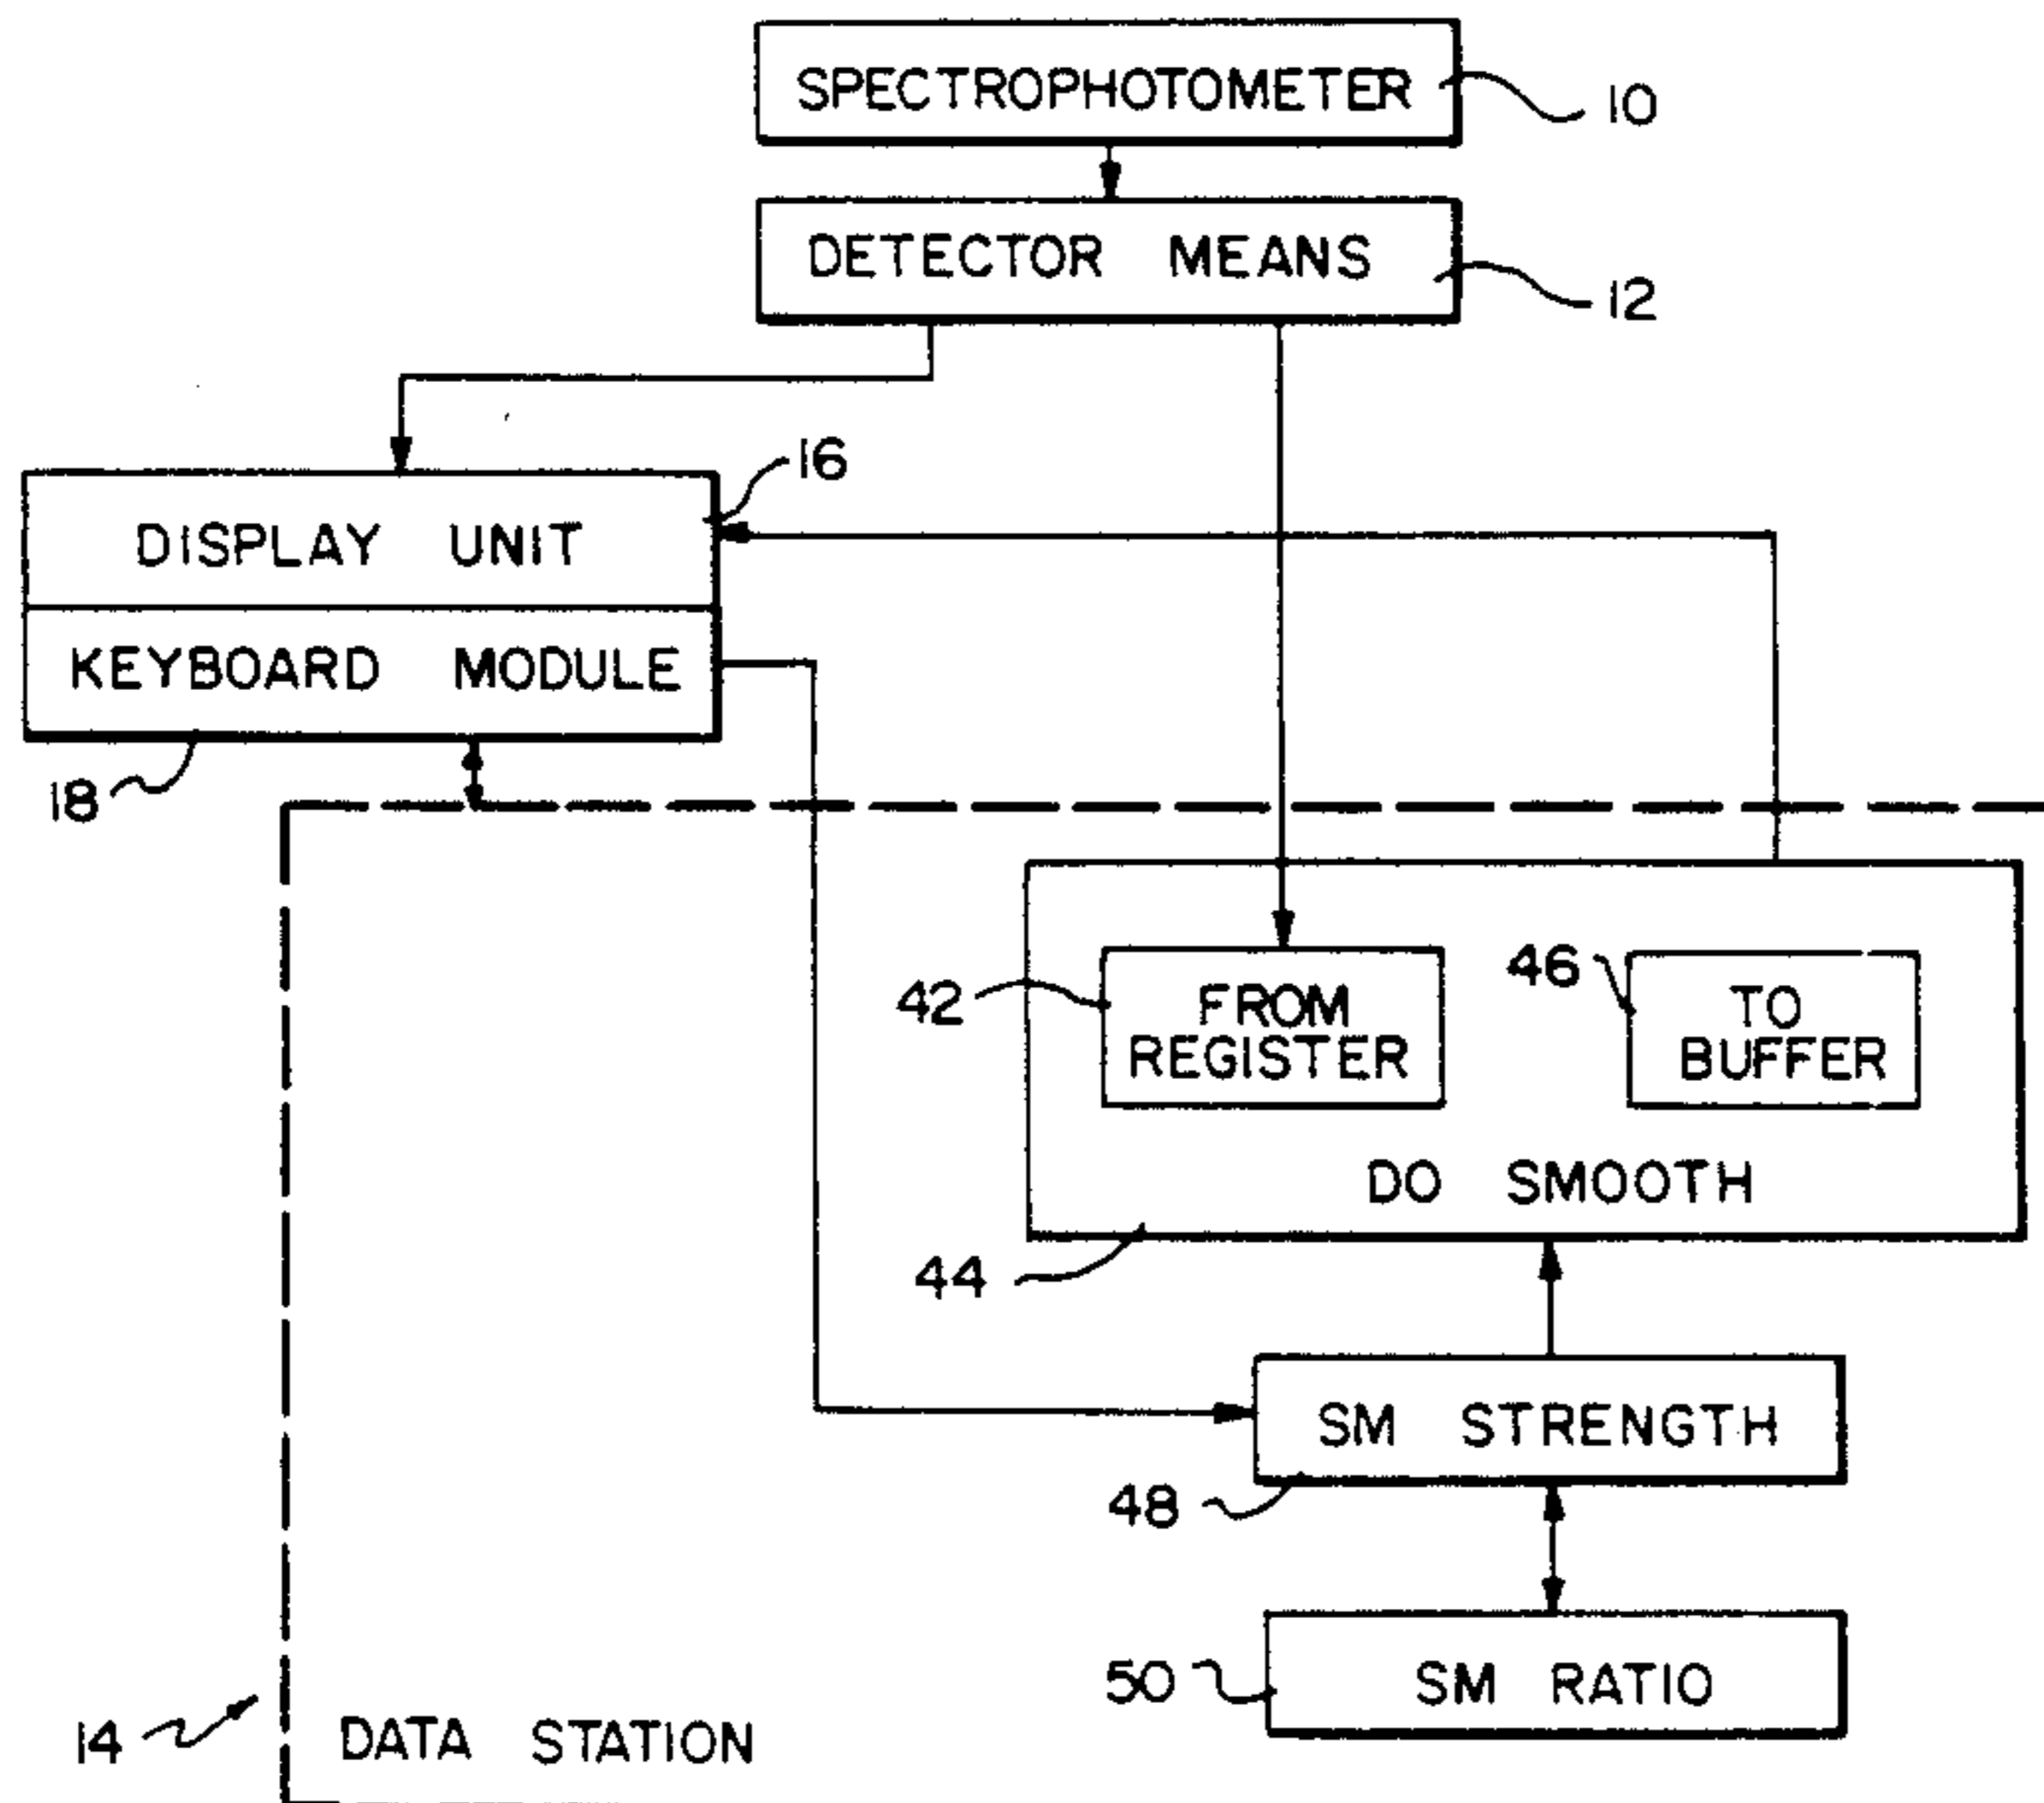 SPECTROPHOTOMETER
10
DETECTOR MEANS
12
16
DISPLAY UNIT
KEYBOARD MODULE
18
42
FROM
REGISTER
46
TO
BUFFER
DO SMOOTH
44
SM STRENGTH
48
50
SM RATIO
14
DATA STATION